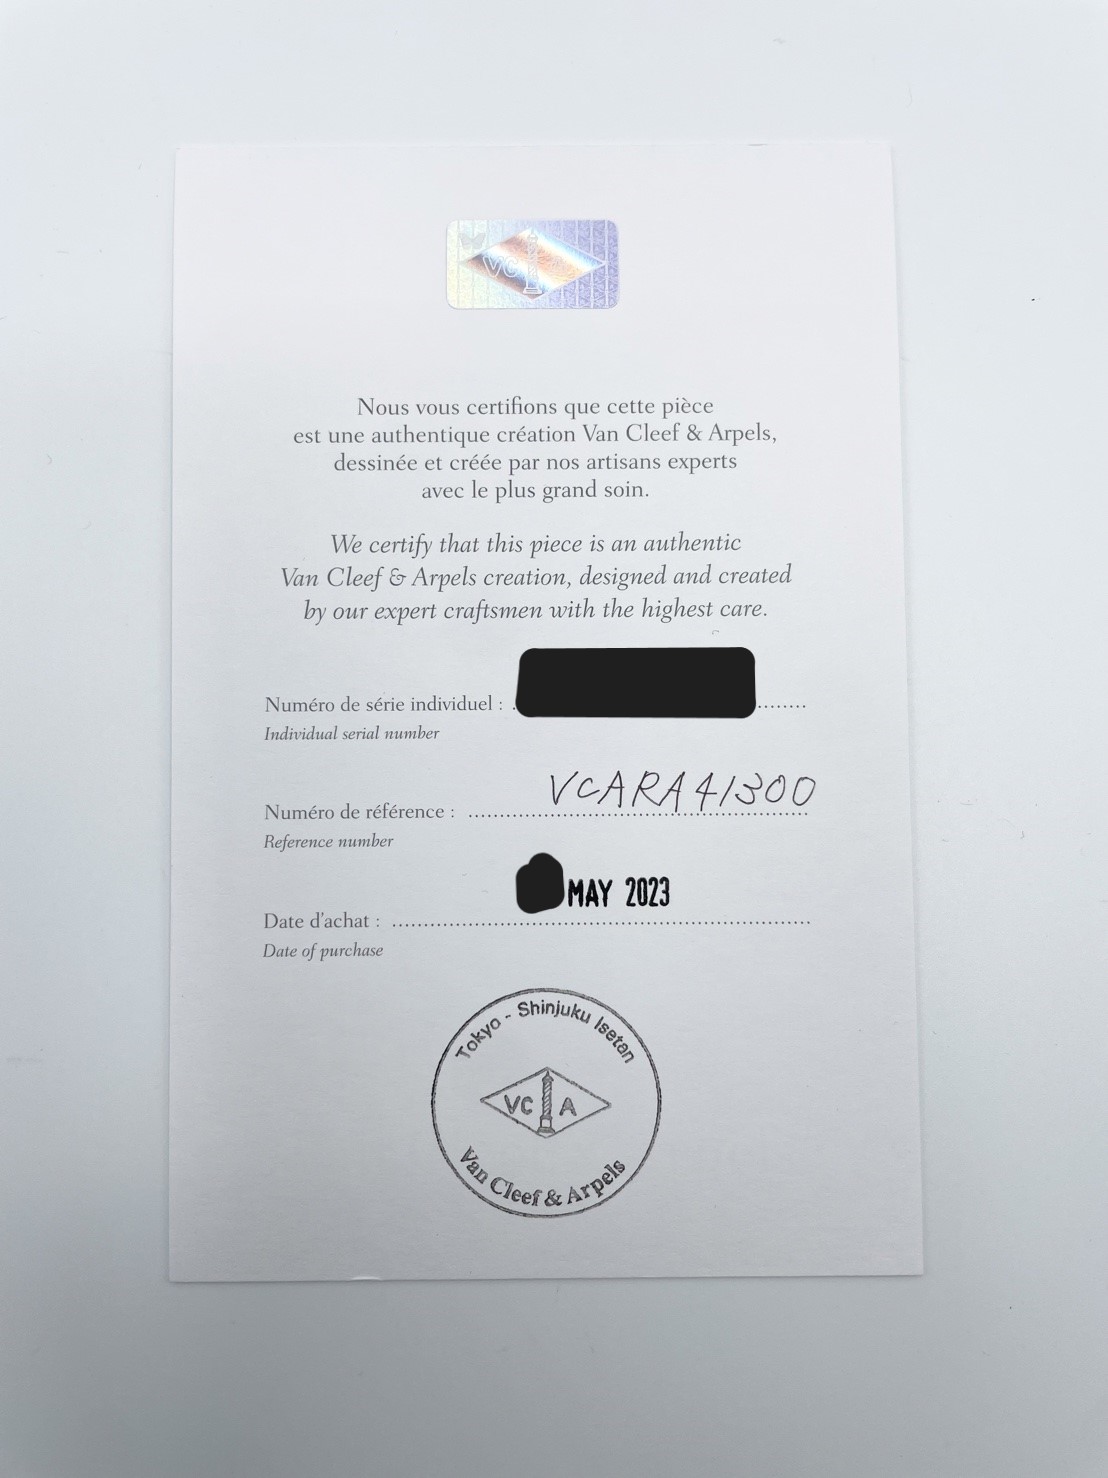 VC A
Nous vous certifions que cette pièce
est une authentique création Van Cleef & Arpels,
dessinée et créée par nos artisans experts
avec le plus grand soin.
We certify that this piece is an authentic
Van Cleef & Arpels creation, designed and created
by our expert craftsmen with the highest care.
Numéro de série individuel :
Individual serial number
Numéro de référence : VCARA41300
Reference number
MAY 2023
Date d'achat :
Date of purchase
Tokyo - Shinjuku Isetan
VC A
Van Cleef & Arpels